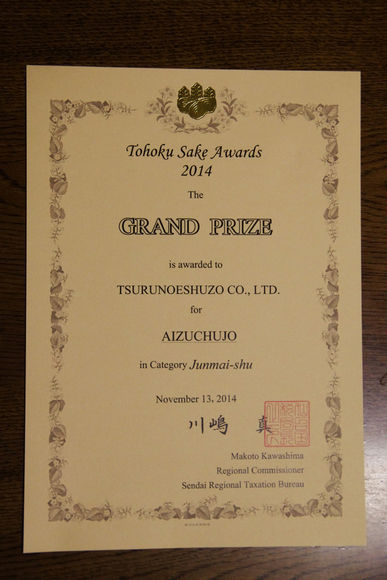 Tohoku Sake Awards
2014
The
GRAND PRIZE
is awarded to
TSURUNOESHUZO CO., LTD.
for
AIZUCHUJO
in Category Junmai-shu
November 13, 2014
川嶋 真
Makoto Kawashima
Regional Commissioner
Sendai Regional Taxation Bureau